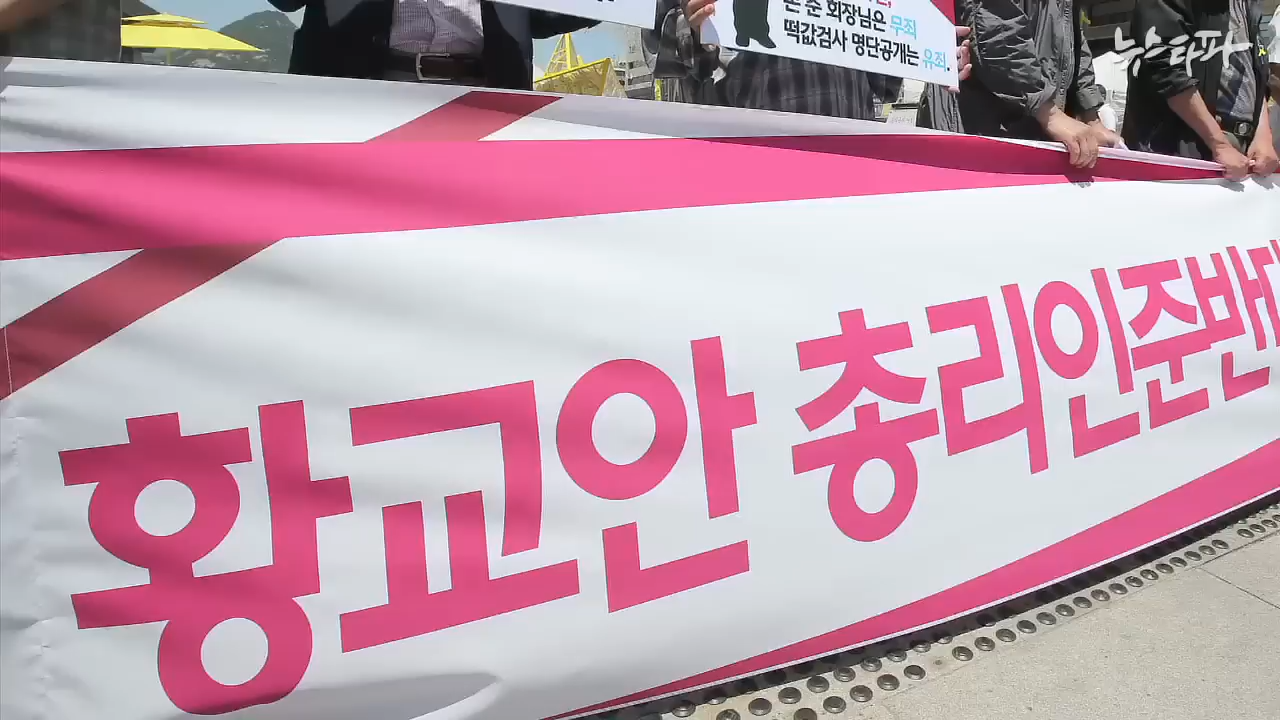 돈 준 회장님은 무죄
떡값검사 명단공개는 유죄.
뉴스타파
황교안 총리인준반대